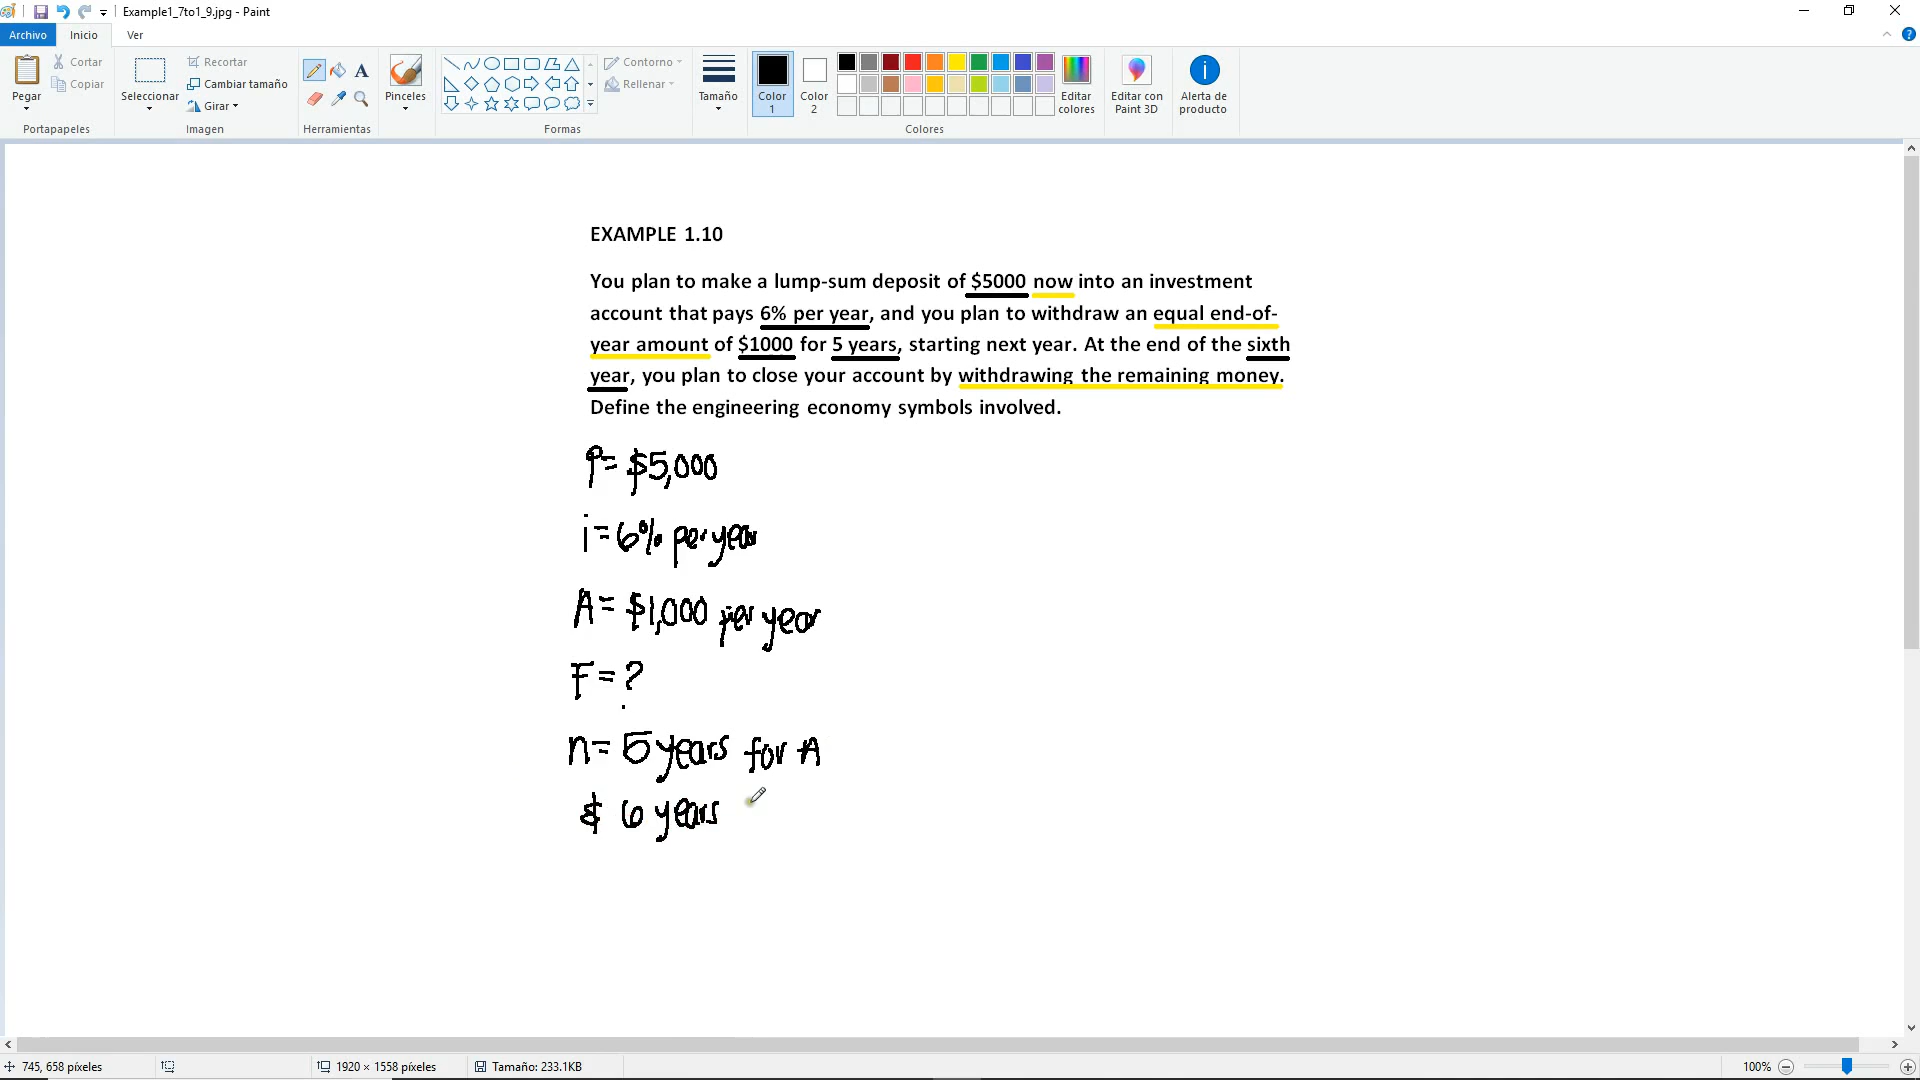 Example1_7to1_9.jpg - Paint
Archivo Inicio Ver
Pegar
Cortar
Copiar
Portapapeles
Seleccionar
Recortar
Cambiar tamaño
Girar
Imagen
A
Herramientas
Pinceles
Contorno
Rellenar
Formas
Tamaño
Color 1
Color 2
Editar colores
Colores
Editar con Paint 3D
Alerta de producto
EXAMPLE 1.10
You plan to make a lump-sum deposit of $5000 now into an investment
account that pays 6% per year, and you plan to withdraw an equal end-of-
year amount of $1000 for 5 years, starting next year. At the end of the sixth
year, you plan to close your account by withdrawing the remaining money.
Define the engineering economy symbols involved.
P= $5,000
i = 6% per year
A = $1,000 per year
F = ?
n = 5 years for A
& 6 years
745, 658 píxeles
1920 × 1558 píxeles
Tamaño: 233.1KB
100%